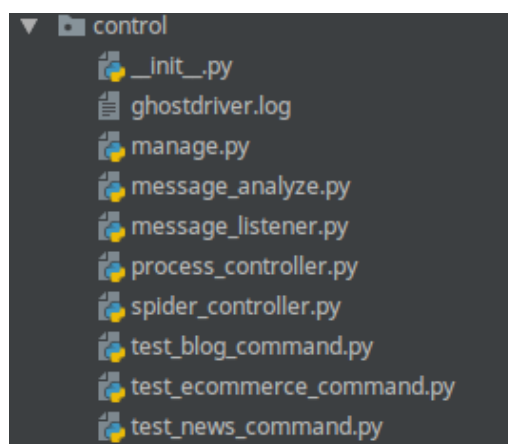 control
__init__.py
ghostdriver.log
manage.py
message_analyze.py
message_listener.py
process_controller.py
spider_controller.py
test_blog_command.py
test_ecommerce_command.py
test_news_command.py